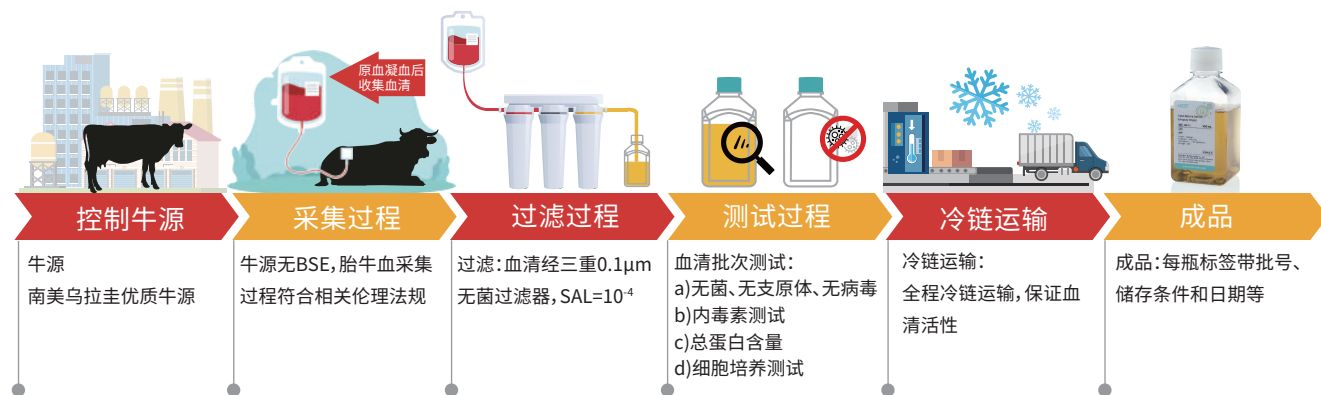 原血凝血后
收集血清
控制牛源
采集过程
过滤过程
测试过程
冷链运输
成品
牛源
南美乌拉圭优质牛源
牛源无BSE，胎牛血采集
过程符合相关伦理法规
过滤：血清经三重0.1μm
无菌过滤器，SAL=10⁻⁴
血清批次测试：
a)无菌、无支原体、无病毒
b)内毒素测试
c)总蛋白含量
d)细胞培养测试
冷链运输：
全程冷链运输，保证血
清活性
成品：每瓶标签带批号、
储存条件和日期等